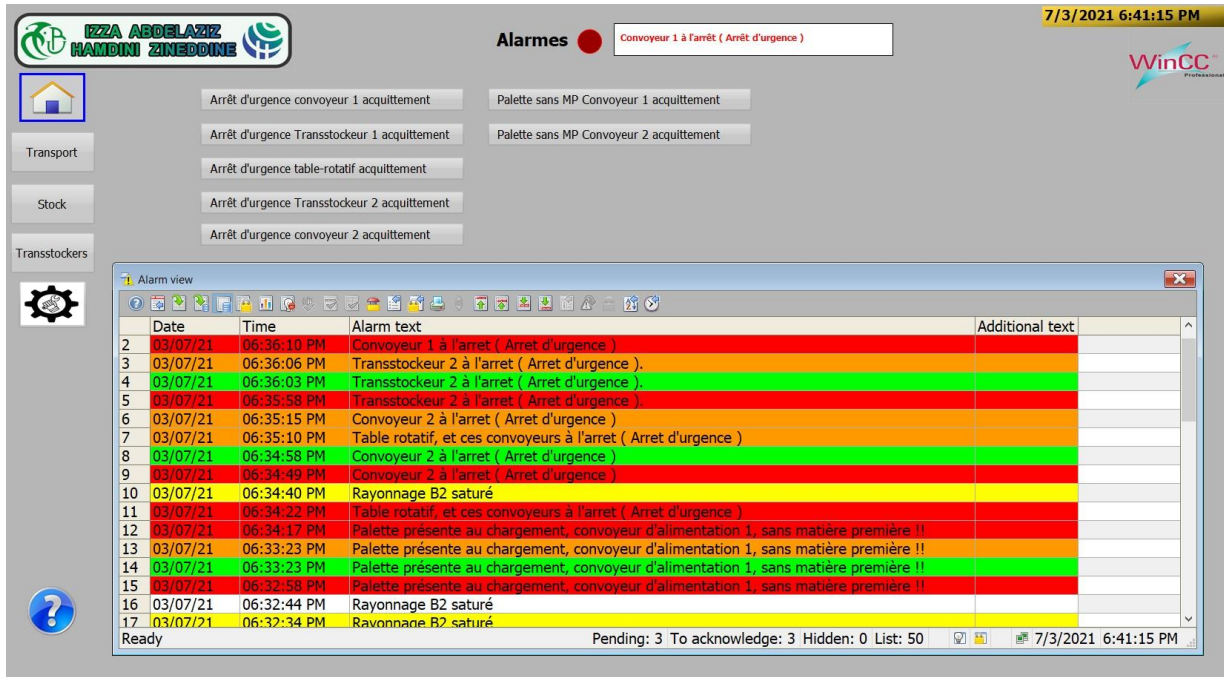 IZZA ABDELAZIZ
HAMDINI ZINEDDINE
Alarmes
Convoyeur 1 à l'arrêt ( Arrêt d'urgence )
7/3/2021 6:41:15 PM
WinCC
Professional
Arrêt d'urgence convoyeur 1 acquittement
Palette sans MP Convoyeur 1 acquittement
Arrêt d'urgence Transstockeur 1 acquittement
Palette sans MP Convoyeur 2 acquittement
Arrêt d'urgence table-rotatif acquittement
Arrêt d'urgence Transstockeur 2 acquittement
Arrêt d'urgence convoyeur 2 acquittement
Transport
Stock
Transstockers
Alarm view
Date Time Alarm text Additional text
2 03/07/21 06:36:10 PM Convoyeur 1 à l'arret ( Arret d'urgence )
3 03/07/21 06:36:06 PM Transstockeur 2 à l'arret ( Arret d'urgence ).
4 03/07/21 06:36:03 PM Transstockeur 2 à l'arret ( Arret d'urgence ).
5 03/07/21 06:35:58 PM Transstockeur 2 à l'arret ( Arret d'urgence ).
6 03/07/21 06:35:15 PM Convoyeur 2 à l'arret ( Arret d'urgence )
7 03/07/21 06:35:10 PM Table rotatif, et ces convoyeurs à l'arret ( Arret d'urgence )
8 03/07/21 06:34:58 PM Convoyeur 2 à l'arret ( Arret d'urgence )
9 03/07/21 06:34:49 PM Convoyeur 2 à l'arret ( Arret d'urgence )
10 03/07/21 06:34:40 PM Rayonnage B2 saturé
11 03/07/21 06:34:22 PM Table rotatif, et ces convoyeurs à l'arret ( Arret d'urgence )
12 03/07/21 06:34:17 PM Palette présente au chargement, convoyeur d'alimentation 1, sans matière première !!
13 03/07/21 06:33:23 PM Palette présente au chargement, convoyeur d'alimentation 1, sans matière première !!
14 03/07/21 06:33:23 PM Palette présente au chargement, convoyeur d'alimentation 1, sans matière première !!
15 03/07/21 06:32:58 PM Palette présente au chargement, convoyeur d'alimentation 1, sans matière première !!
16 03/07/21 06:32:44 PM Rayonnage B2 saturé
17 03/07/21 06:32:34 PM Rayonnage B2 saturé
Ready Pending: 3 To acknowledge: 3 Hidden: 0 List: 50 7/3/2021 6:41:15 PM